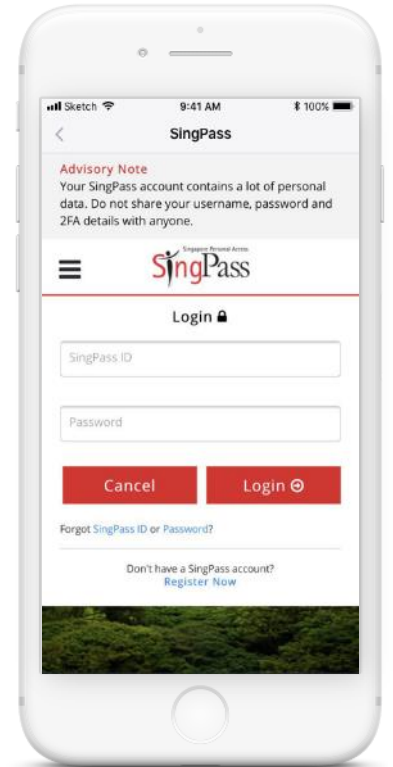 Sketch 9:41 AM 100%
SingPass
Advisory Note
Your SingPass account contains a lot of personal
data. Do not share your username, password and
2FA details with anyone.
Singapore Personal Access
SingPass
Login
SingPass ID
Password
Cancel Login
Forgot SingPass ID or Password?
Don't have a SingPass account?
Register Now